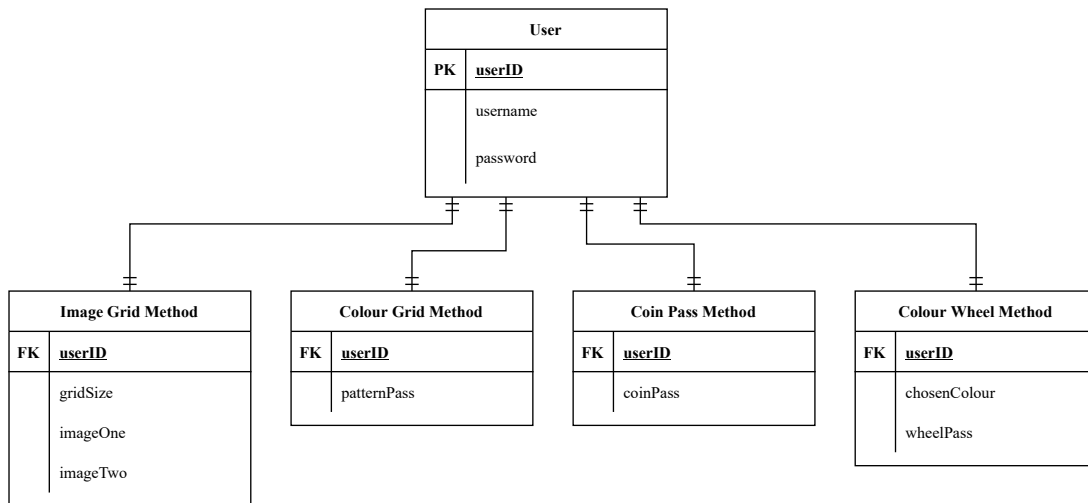 User
PK userID
username
password
Image Grid Method
FK userID
gridSize
imageOne
imageTwo
Colour Grid Method
FK userID
patternPass
Coin Pass Method
FK userID
coinPass
Colour Wheel Method
FK userID
chosenColour
wheelPass